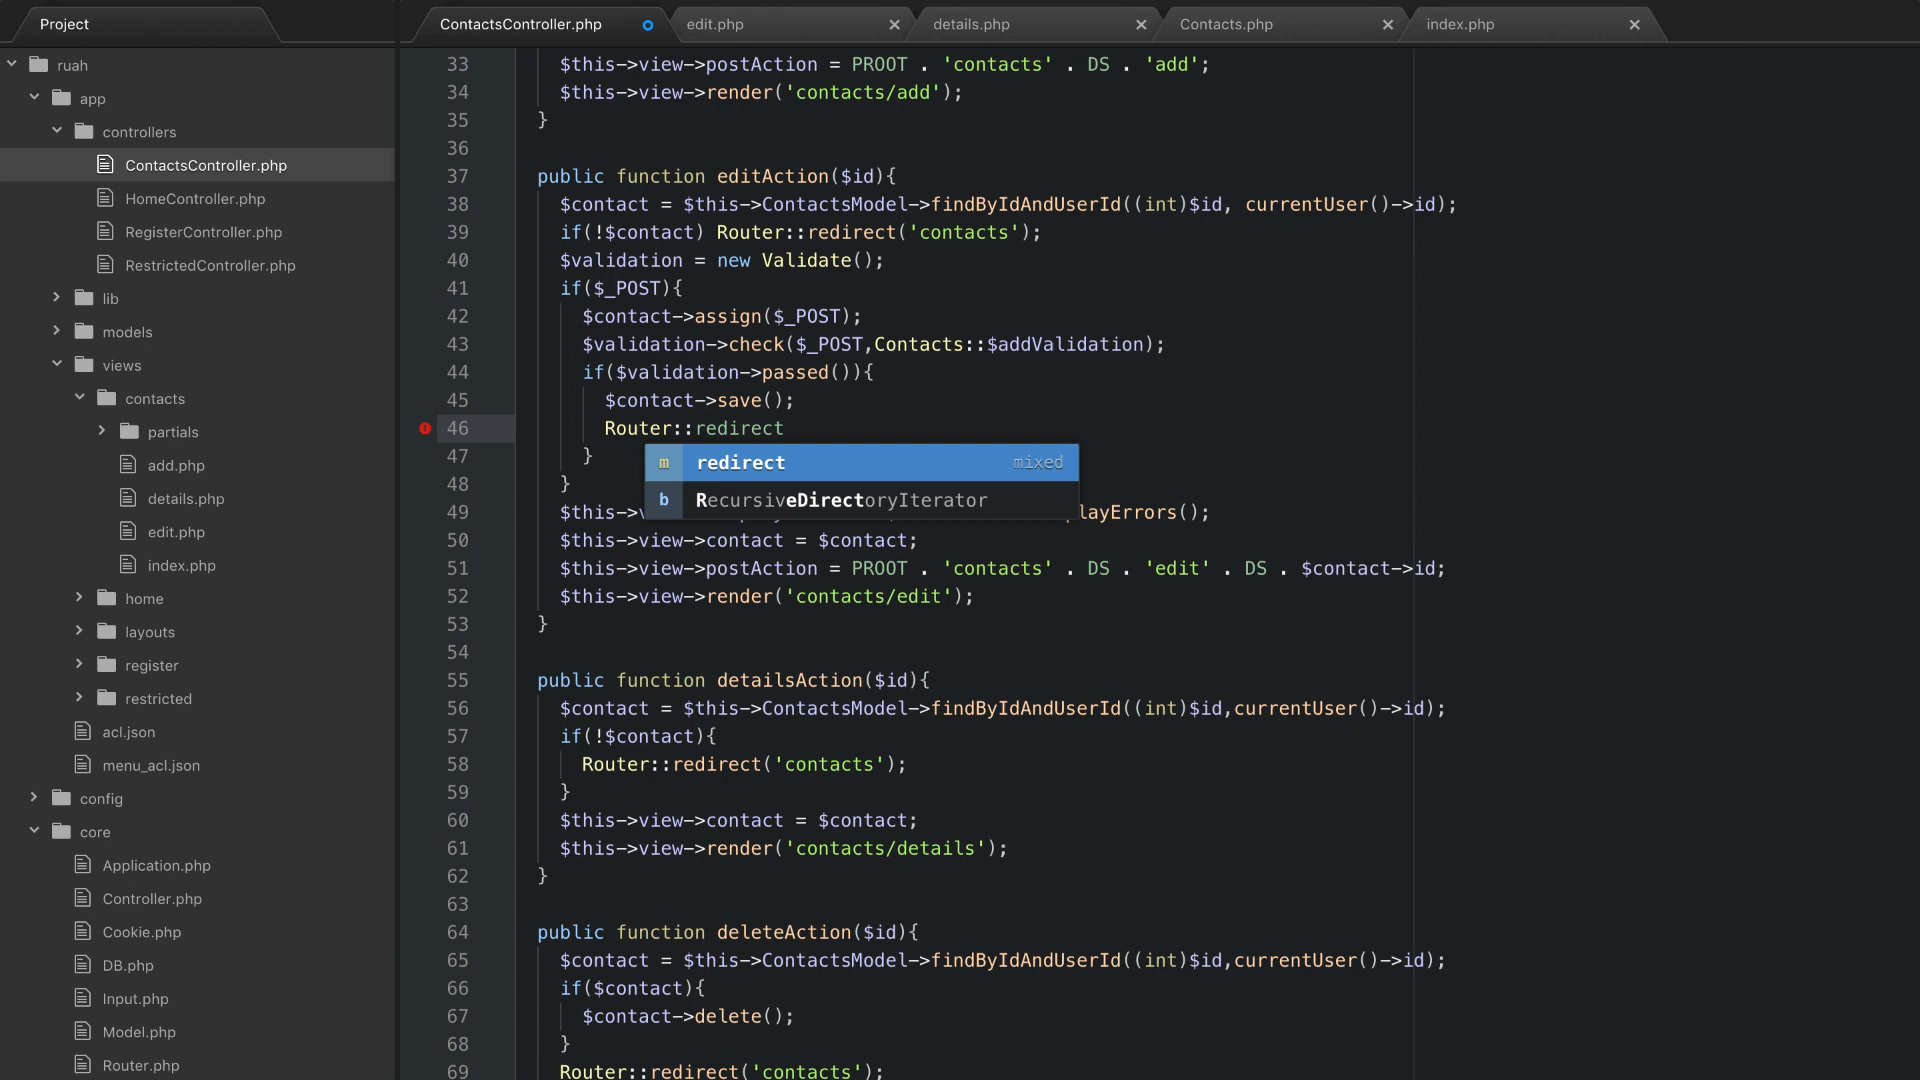 Project
ruah
app
controllers
ContactsController.php
HomeController.php
RegisterController.php
RestrictedController.php
lib
models
views
contacts
partials
add.php
details.php
edit.php
index.php
home
layouts
register
restricted
acl.json
menu_acl.json
config
core
Application.php
Controller.php
Cookie.php
DB.php
Input.php
Model.php
Router.php
ContactsController.php edit.php details.php Contacts.php index.php
33 $this->view->postAction = PROOT . 'contacts' . DS . 'add';
34 $this->view->render('contacts/add');
35 }
36
37 public function editAction($id){
38 $contact = $this->ContactsModel->findByIdAndUserId((int)$id, currentUser()->id);
39 if(!$contact) Router::redirect('contacts');
40 $validation = new Validate();
41 if($_POST){
42 $contact->assign($_POST);
43 $validation->check($_POST,Contacts::$addValidation);
44 if($validation->passed()){
45 $contact->save();
46 Router::redirect
47 }
m redirect mixed
b RecursiveDirectoryIterator
48 }
49 $this-> playErrors();
50 $this->view->contact = $contact;
51 $this->view->postAction = PROOT . 'contacts' . DS . 'edit' . DS . $contact->id;
52 $this->view->render('contacts/edit');
53 }
54
55 public function detailsAction($id){
56 $contact = $this->ContactsModel->findByIdAndUserId((int)$id,currentUser()->id);
57 if(!$contact){
58 Router::redirect('contacts');
59 }
60 $this->view->contact = $contact;
61 $this->view->render('contacts/details');
62 }
63
64 public function deleteAction($id){
65 $contact = $this->ContactsModel->findByIdAndUserId((int)$id,currentUser()->id);
66 if($contact){
67 $contact->delete();
68 }
69 Router::redirect('contacts');